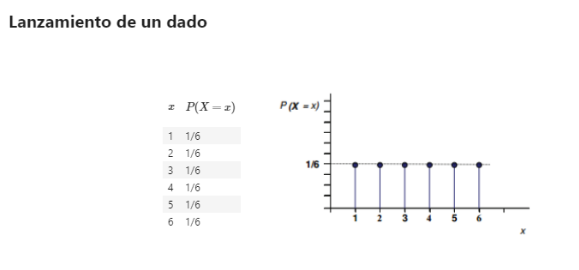 Lanzamiento de un dado
x P(X = x)
1 1/6
2 1/6
3 1/6
4 1/6
5 1/6
6 1/6
P (X = x)
1/6
1 2 3 4 5 6
x